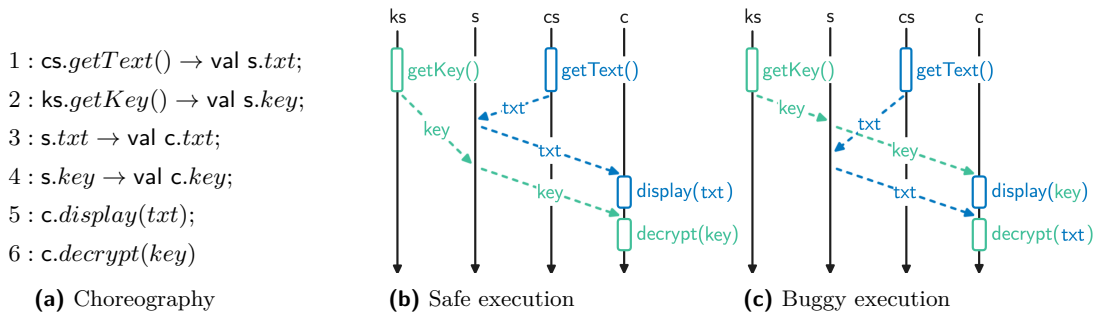 1 : cs.getText() → val s.txt;
2 : ks.getKey() → val s.key;
3 : s.txt → val c.txt;
4 : s.key → val c.key;
5 : c.display(txt);
6 : c.decrypt(key)
(a) Choreography
ks s cs c
getKey() getText()
txt
key
txt
key
display(txt)
decrypt(key)
(b) Safe execution
ks s cs c
getKey() getText()
key
txt
key
txt
display(key)
decrypt(txt)
(c) Buggy execution